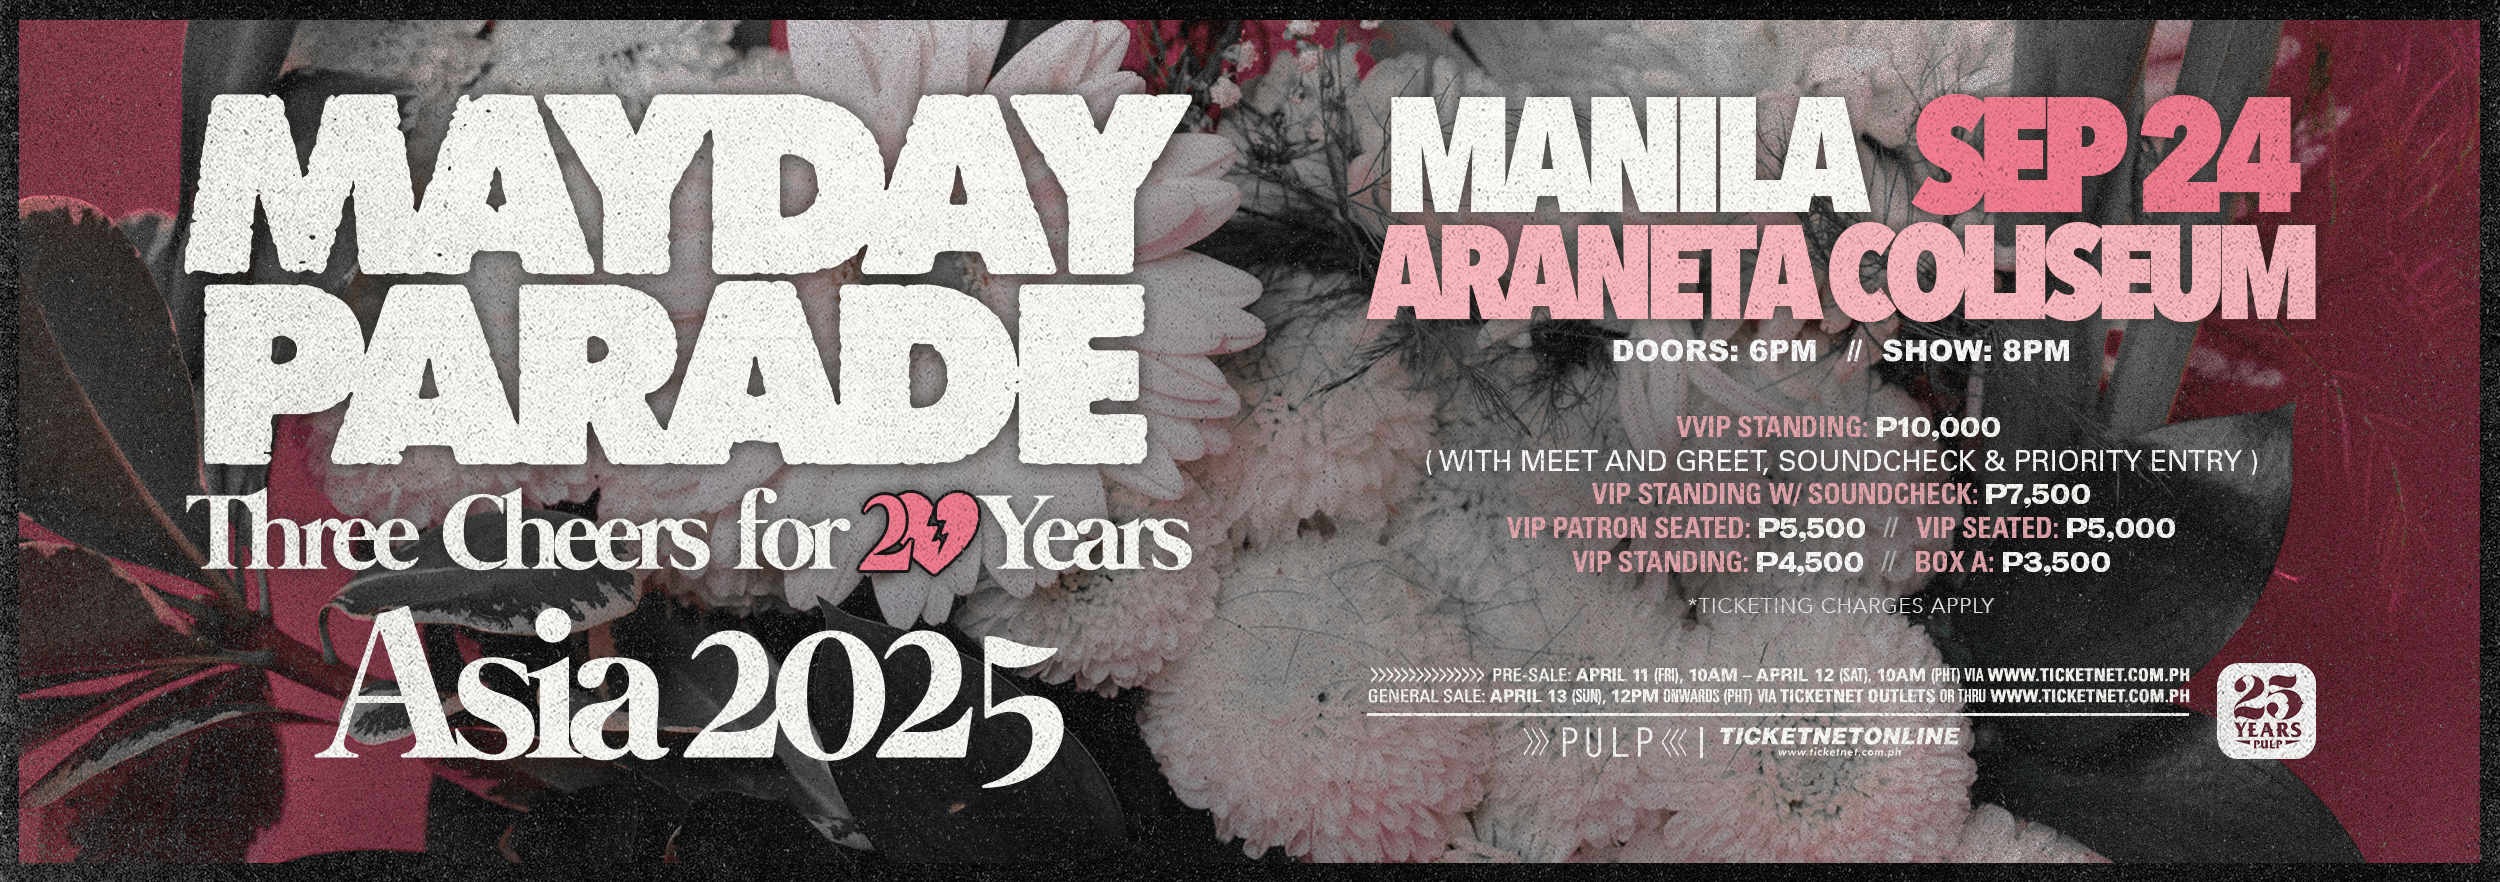 MAYDAY
PARADE
Three Cheers for 20 Years
Asia 2025
MANILA SEP 24
ARANETA COLISEUM
DOORS: 6PM // SHOW: 8PM
VVIP STANDING: P10,000
( WITH MEET AND GREET, SOUNDCHECK & PRIORITY ENTRY )
VIP STANDING W/ SOUNDCHECK: P7,500
VIP PATRON SEATED: P5,500 // VIP SEATED: P5,000
VIP STANDING: P4,500 // BOX A: P3,500
*TICKETING CHARGES APPLY
PRE-SALE: APRIL 11 (FRI), 10AM – APRIL 12 (SAT), 10AM (PHT) VIA WWW.TICKETNET.COM.PH
GENERAL SALE: APRIL 13 (SUN), 12PM ONWARDS (PHT) VIA TICKETNET OUTLETS OR THRU WWW.TICKETNET.COM.PH
PULP | TICKETNETONLINE
www.ticketnet.com.ph
25
YEARS
PULP